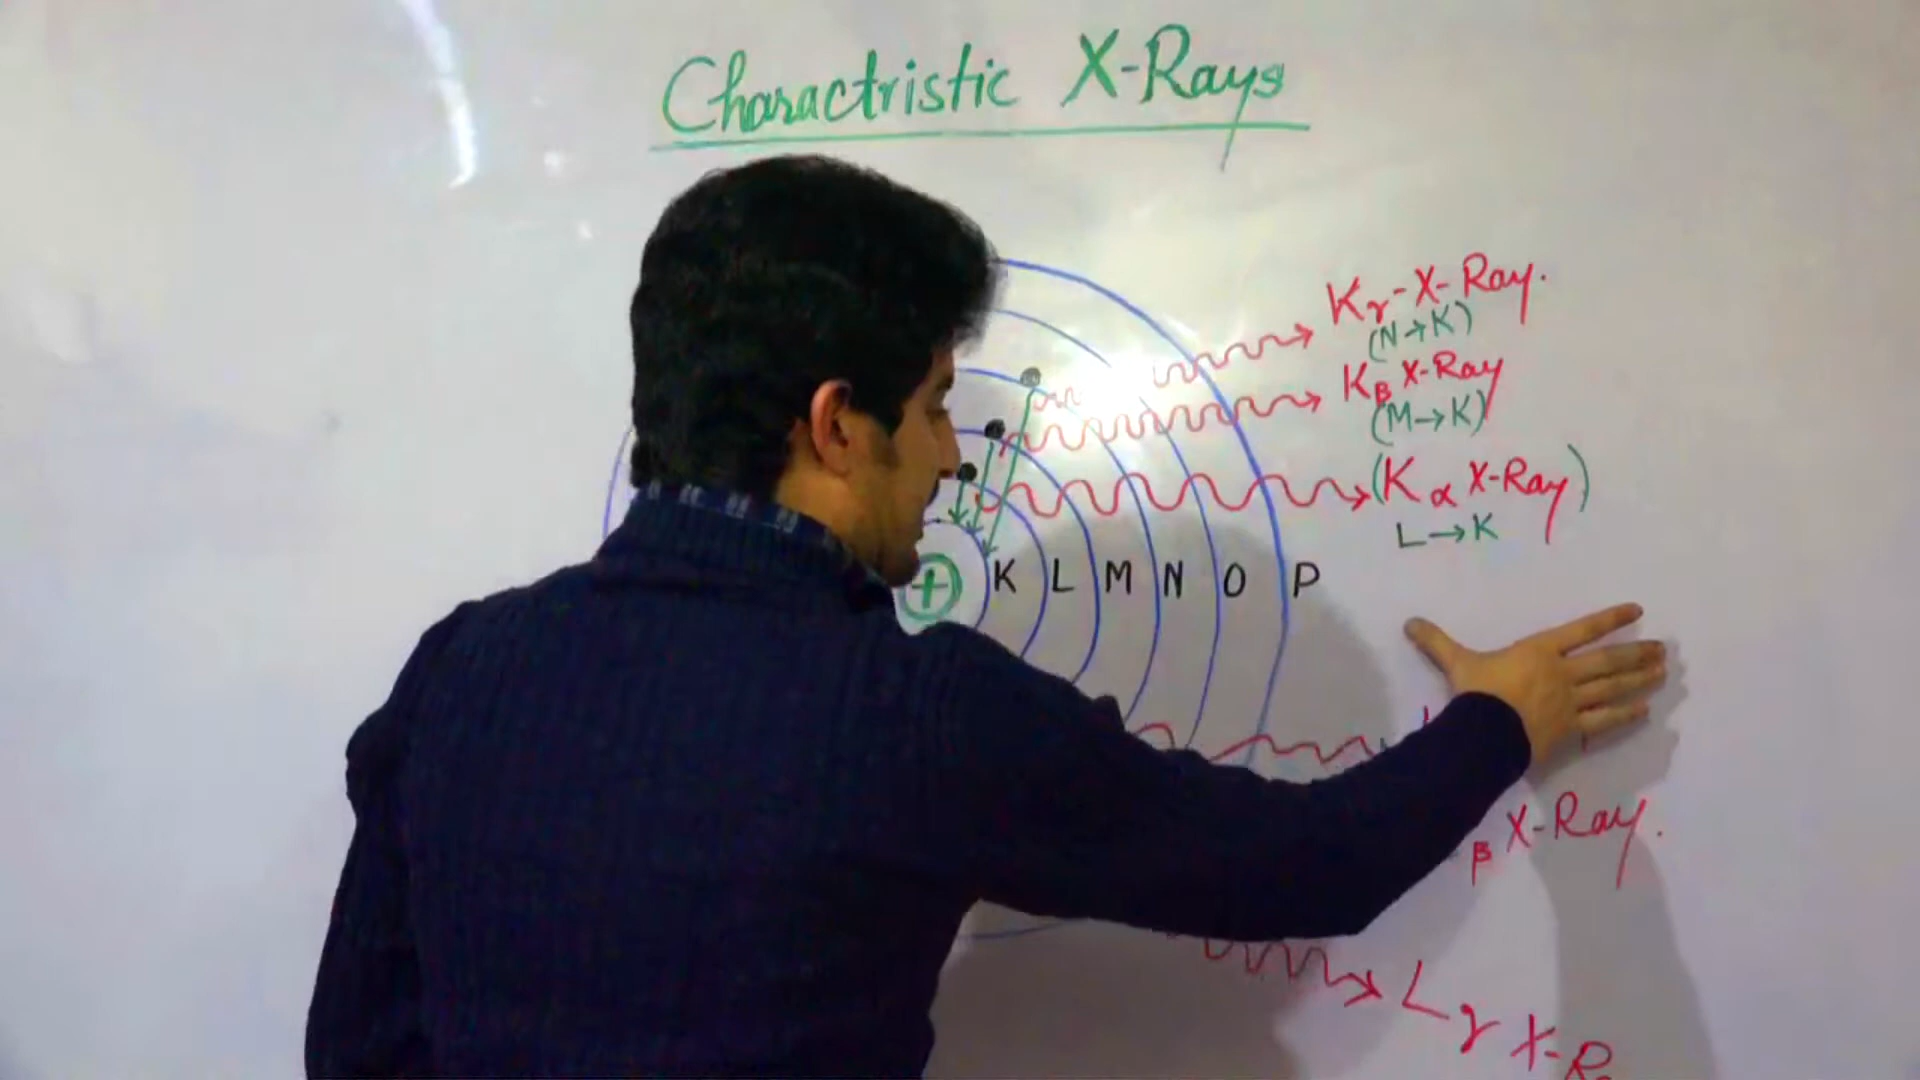 Charactristic X-Rays
Kγ-X-Ray.
(N→K)
Kβ X-Ray
(M→K)
(Kα X-Ray)
L→K
+ K L M N O P
β X-Ray.
Lγ X-R